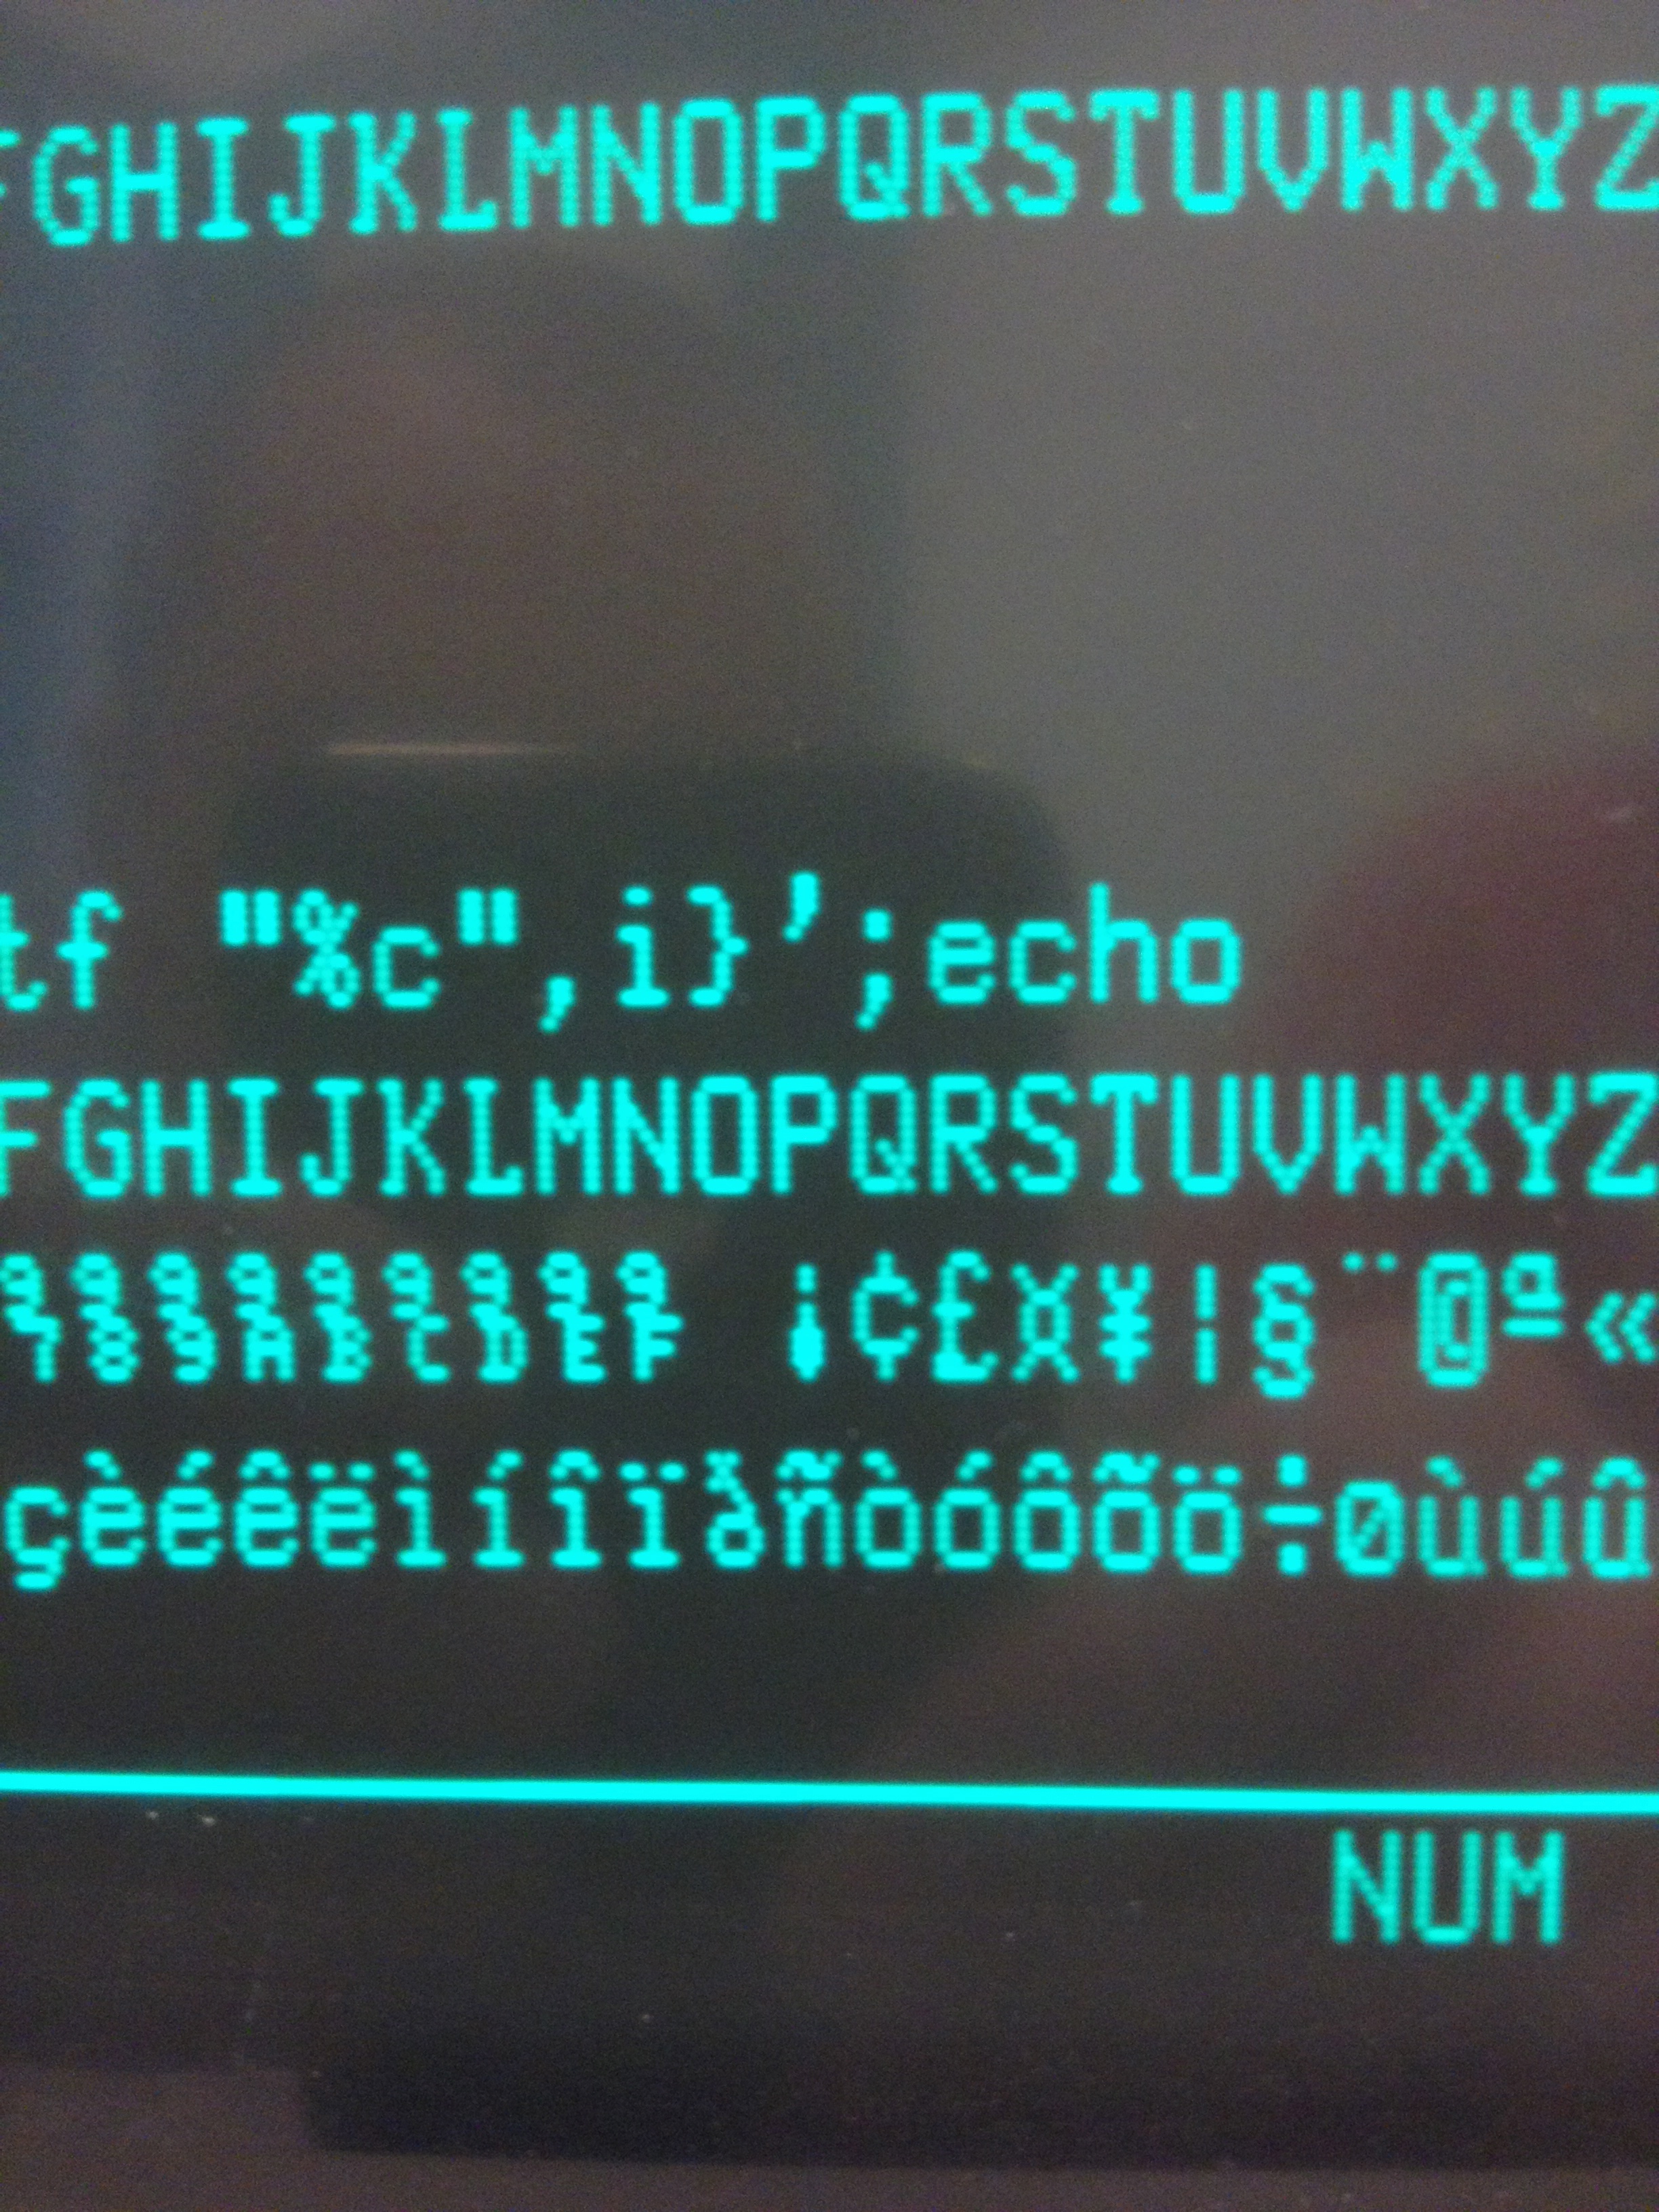 FGHIJKLMNOPQRSTUVWXYZ
tf "%c",i}’;echo
FGHIJKLMNOPQRSTUVWXYZ
¡¢£¤¥¦§¨©ª«
çèéêëìíîïðñòóôõö÷øùúû
NUM